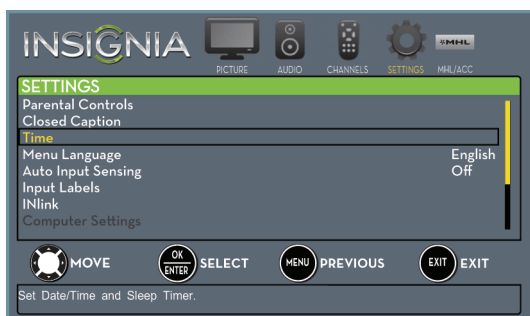 INSIGNIA
PICTURE AUDIO CHANNELS SETTINGS MHL/ACC
MHL
SETTINGS
Parental Controls
Closed Caption
Time
Menu Language English
Auto Input Sensing Off
Input Labels
INlink
Computer Settings
MOVE OK ENTER SELECT MENU PREVIOUS EXIT EXIT
Set Date/Time and Sleep Timer.